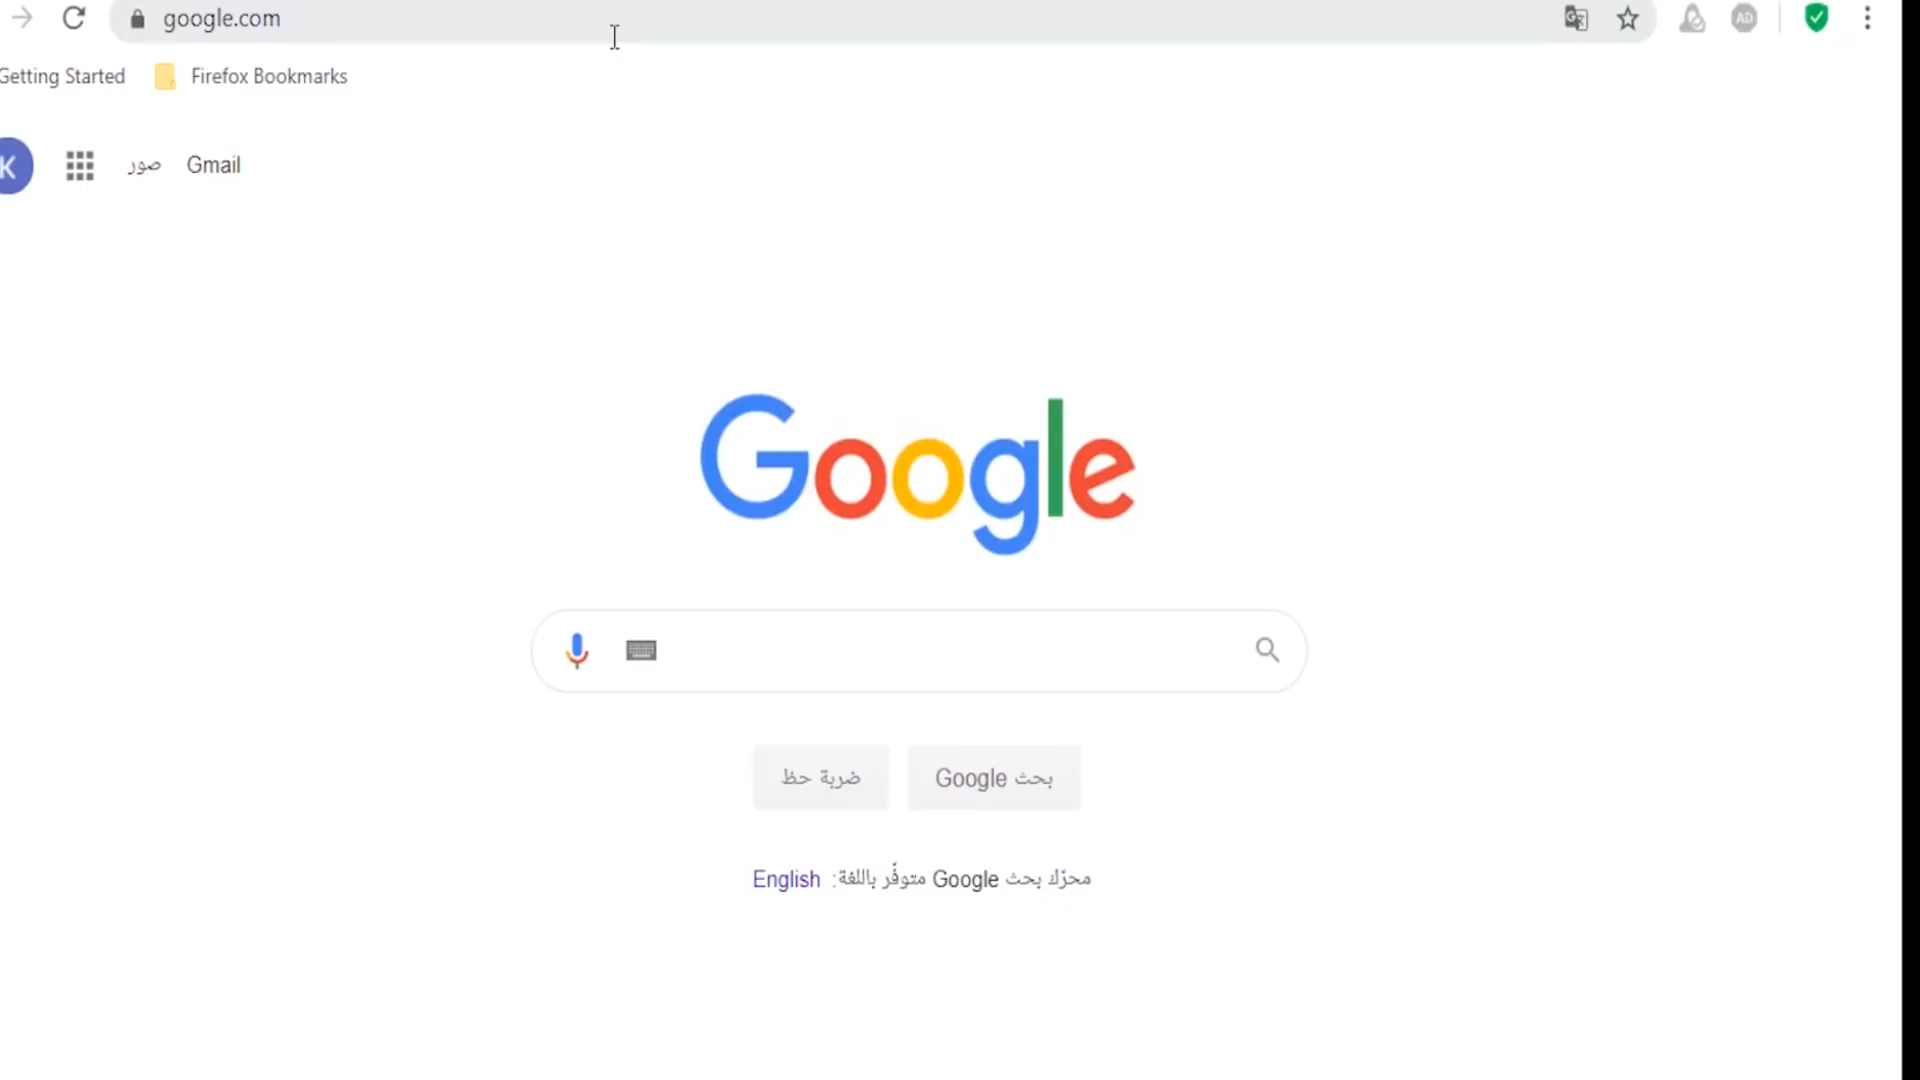 google.com
Getting Started
Firefox Bookmarks
K
صور
Gmail
Google
بحث Google
ضربة حظ
محرّك بحث Google متوفّر باللغة: English